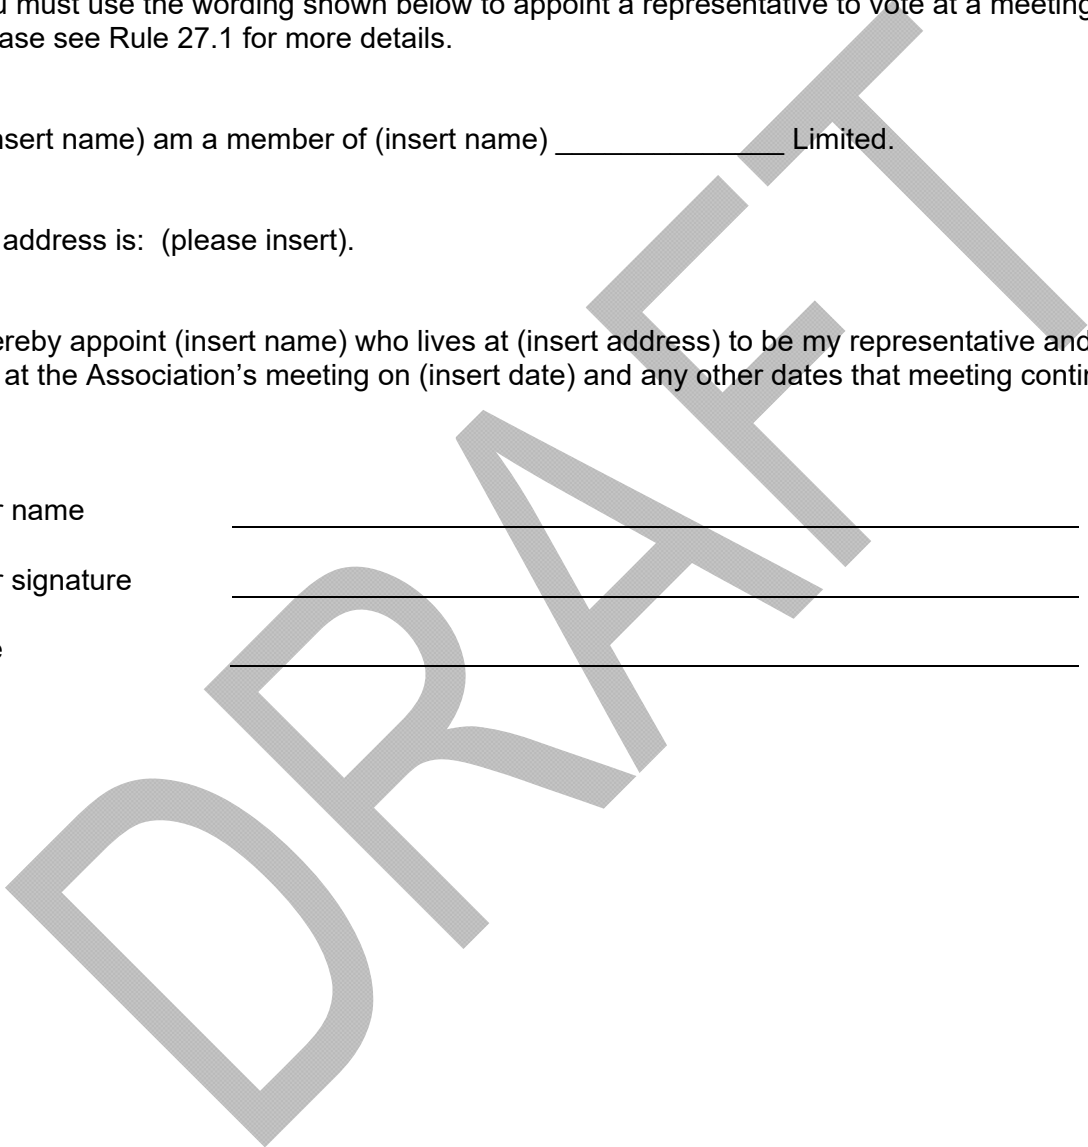 u must use the wording shown below to appoint a representative to vote at a meeting
ase see Rule 27.1 for more details.
nsert name) am a member of (insert name) ______________ Limited.
address is: (please insert).
ereby appoint (insert name) who lives at (insert address) to be my representative and
at the Association’s meeting on (insert date) and any other dates that meeting contin
r name
r signature
e
DRAFT